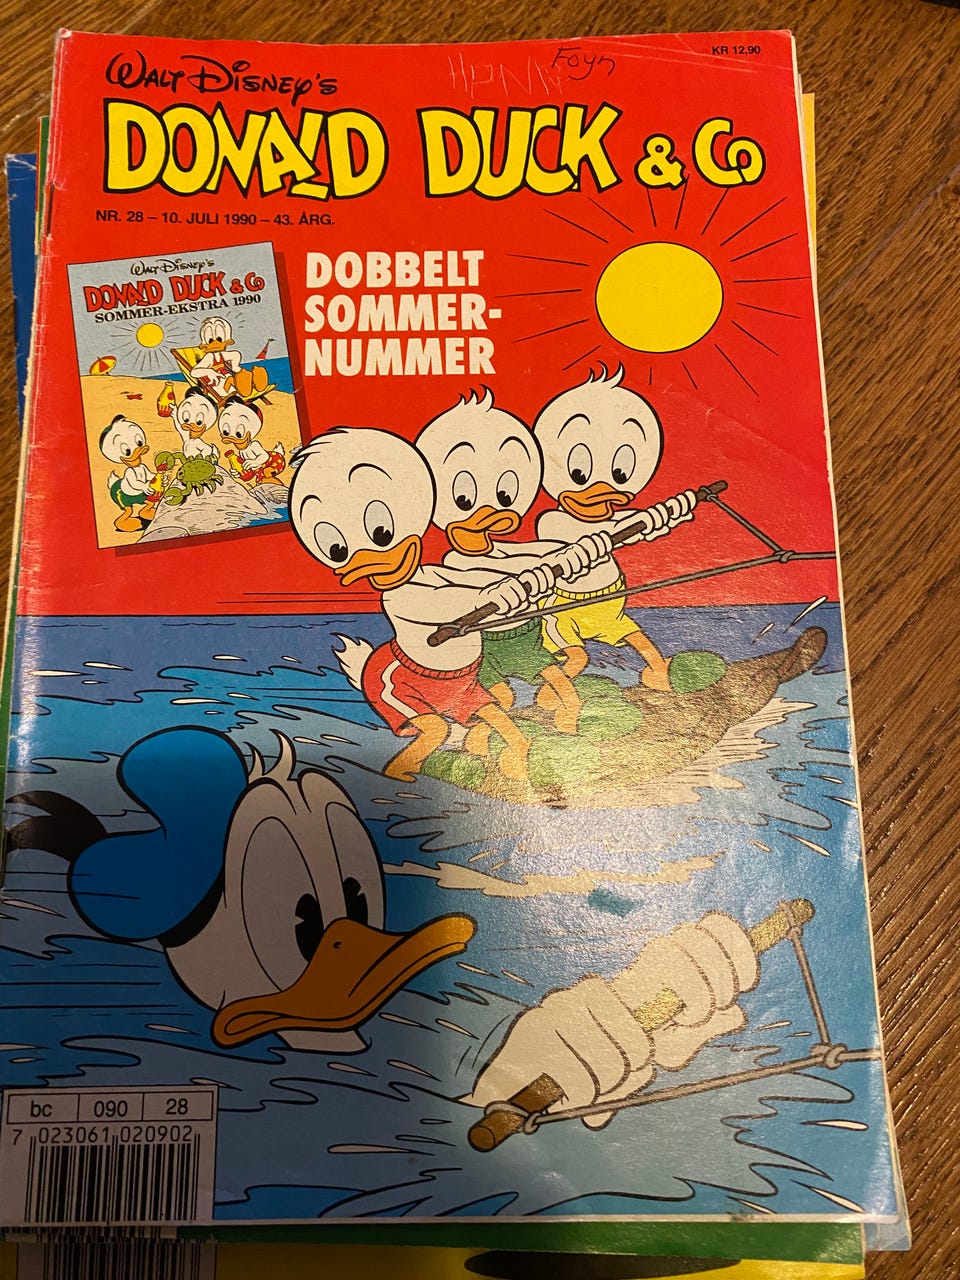 KR 12,90
Foyn
WALT DISNEY'S
DONALD DUCK & Co
NR. 28 – 10. JULI 1990 – 43. ÅRG.
WALT DISNEY'S
DONALD DUCK & Co
SOMMER-EKSTRA 1990
DOBBELT
SOMMER-
NUMMER
bc 090 28
7 023061 020902